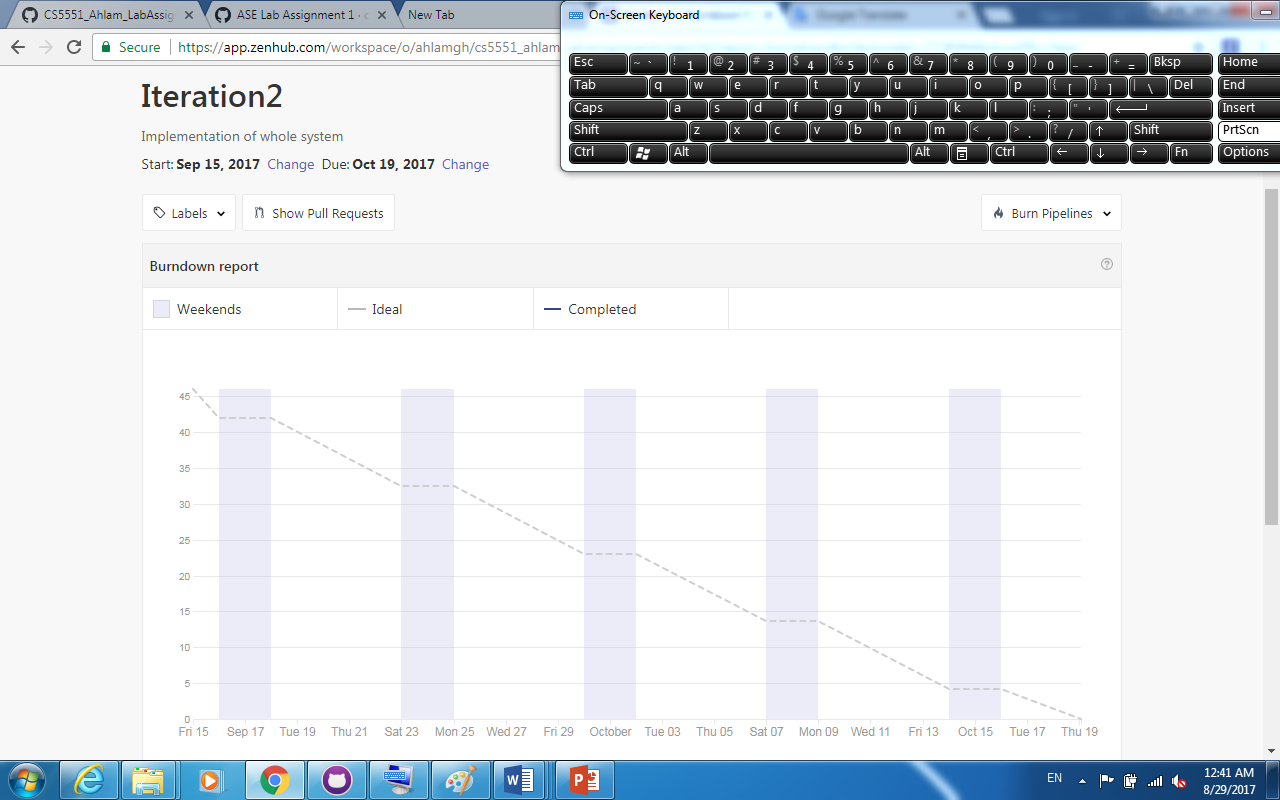 CS5551_Ahlam_LabAssig
ASE Lab Assignment 1 · c
New Tab
On-Screen Keyboard
Google Translate
Secure
https://app.zenhub.com/workspace/o/ahlamgh/cs5551_ahlam
Esc ~ ` ! 1 @ 2 # 3 $ 4 % 5 ^ 6 & 7 * 8 ( 9 ) 0 _ - + = Bksp Home
Tab q w e r t y u i o p { [ } ] | \ Del End
Caps a s d f g h j k l : ; " ' Insert
Shift z x c v b n m < , > . ? / ↑ Shift PrtScn
Ctrl Alt Alt Ctrl ← ↓ → Fn Options
Iteration2
Implementation of whole system
Start: Sep 15, 2017 Change Due: Oct 19, 2017 Change
Labels
Show Pull Requests
Burn Pipelines
Burndown report
Weekends
Ideal
Completed
45
40
35
30
25
20
15
10
5
0
Fri 15 Sep 17 Tue 19 Thu 21 Sat 23 Mon 25 Wed 27 Fri 29 October Tue 03 Thu 05 Sat 07 Mon 09 Wed 11 Fri 13 Oct 15 Tue 17 Thu 19
EN
12:41 AM
8/29/2017